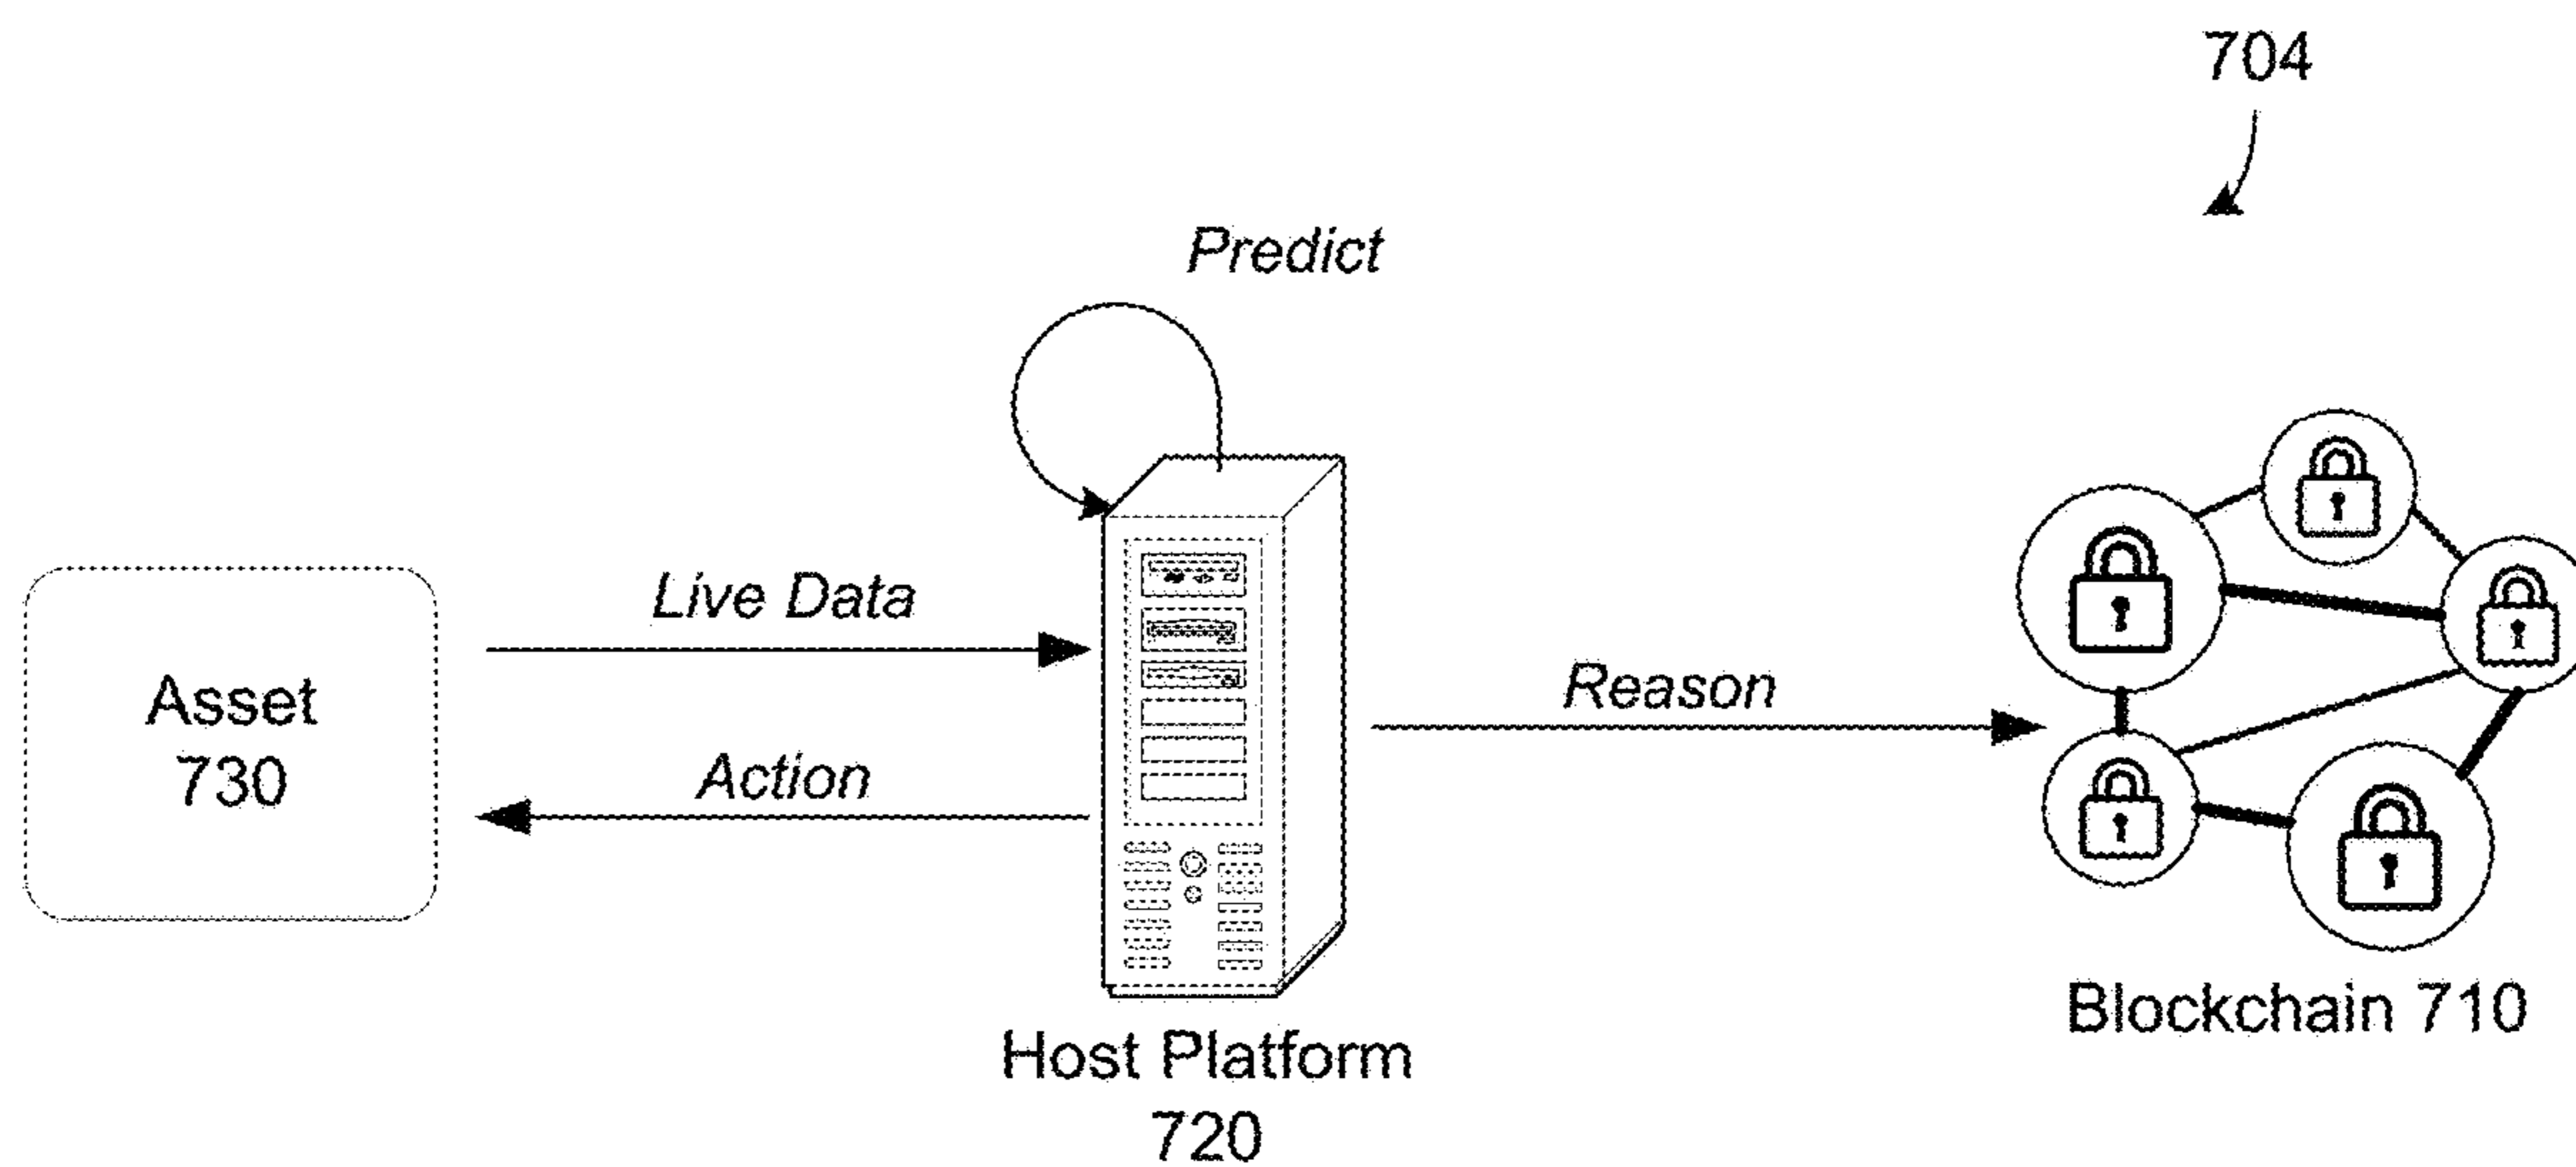 704
Predict
Live Data
Asset
730
Action
Reason
Host Platform
720
Blockchain 710